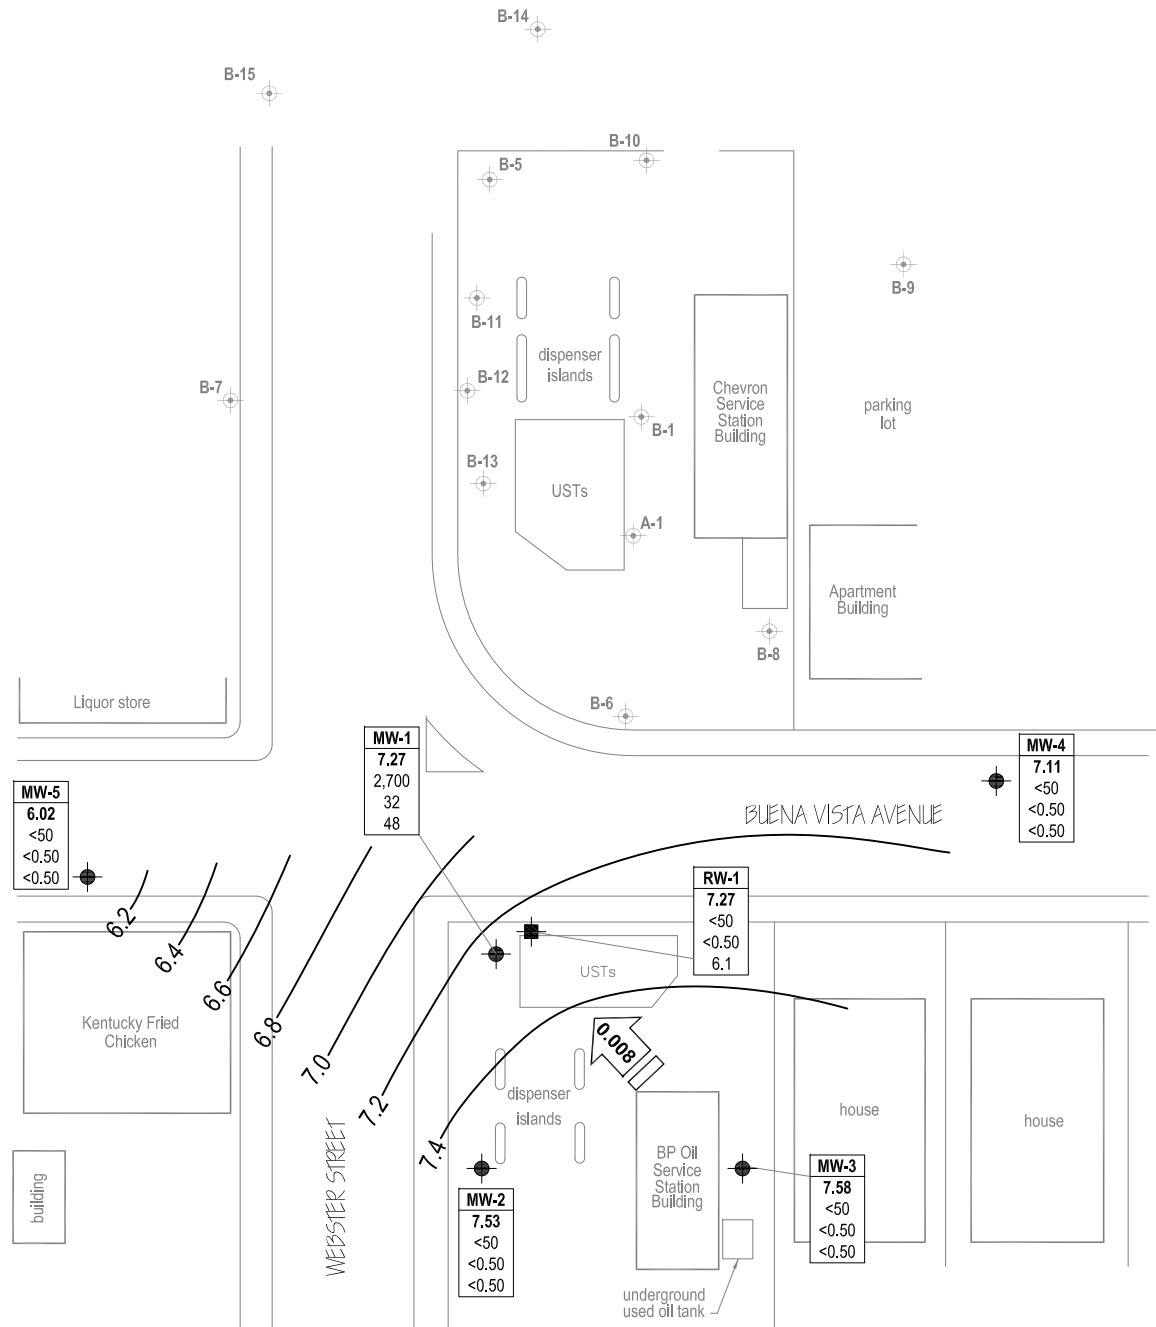 B-14
B-15
B-10
B-5
B-9
B-11
dispenser
islands
B-12
B-7
Chevron
Service
Station
Building
parking
lot
B-1
B-13
USTs
A-1
Apartment
Building
B-8
Liquor store
B-6
MW-1
7.27
2,700
32
48
MW-4
7.11
<50
<0.50
<0.50
MW-5
6.02
<50
<0.50
<0.50
BUENA VISTA AVENUE
RW-1
7.27
<50
<0.50
6.1
6.2
6.4
6.6
6.8
7.0
7.2
7.4
USTs
Kentucky Fried
Chicken
0.008
dispenser
islands
house
house
WEBSTER STREET
BP Oil
Service
Station
Building
building
MW-2
7.53
<50
<0.50
<0.50
MW-3
7.58
<50
<0.50
<0.50
underground
used oil tank